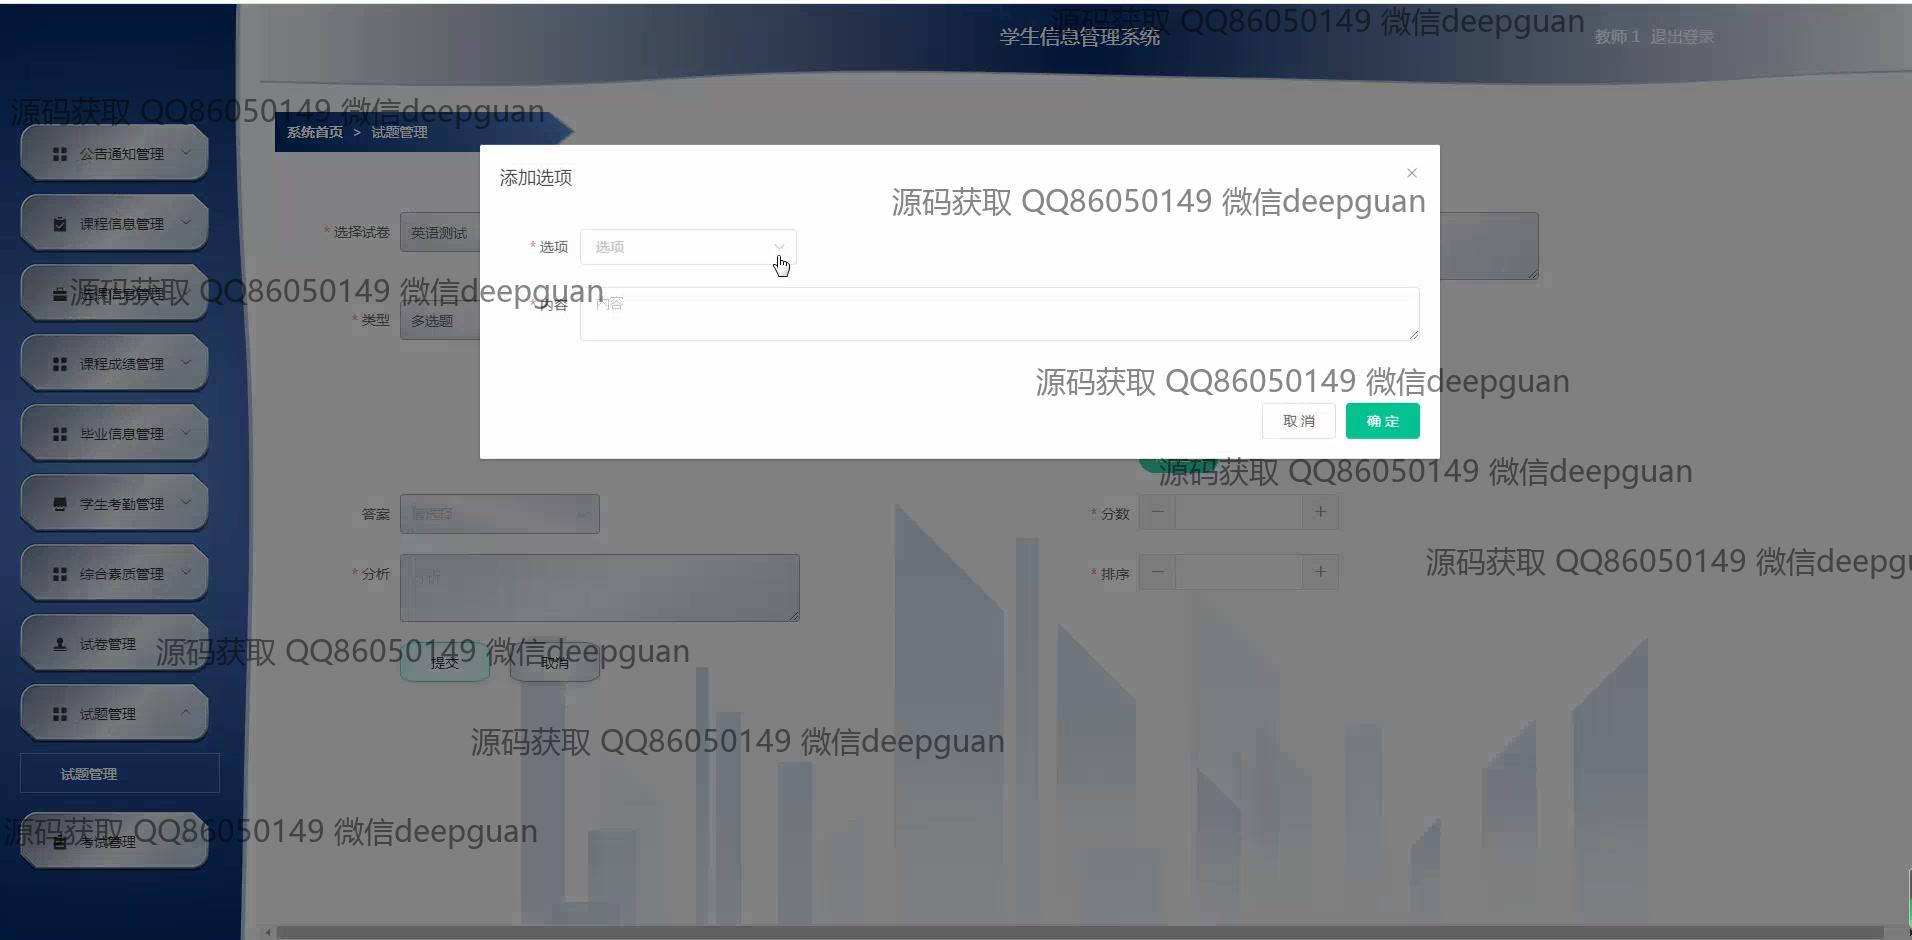 源码获取 QQ86050149 微信deepguan
学生信息管理系统
教师1 退出登录
源码获取 QQ86050149 微信deepguan
系统首页 > 试题管理
公告通知管理
添加选项
源码获取 QQ86050149 微信deepguan
课程信息管理
* 选择试卷 英语测试
* 选项 选项
源码获取 QQ86050149 微信deepguan
* 内容 内容
* 类型 多选题
课程成绩管理
源码获取 QQ86050149 微信deepguan
取消 确定
毕业信息管理
源码获取 QQ86050149 微信deepguan
学生考勤管理
答案 请选择
* 分数 − +
源码获取 QQ86050149 微信deepguan
综合素质管理
* 分析 分析
* 排序 − +
试卷管理
源码获取 QQ86050149 微信deepguan
提交 取消
试题管理
源码获取 QQ86050149 微信deepguan
试题管理
源码获取 QQ86050149 微信deepguan
考试管理